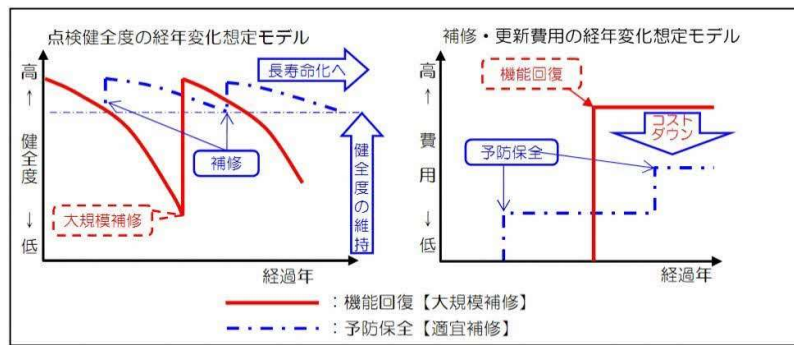 点検健全度の経年変化想定モデル
高
↑
健全度
↓
低
長寿命化へ
補修
大規模補修
健全度の維持
経過年
補修・更新費用の経年変化想定モデル
高
↑
費用
↓
低
機能回復
コスト
ダウン
予防保全
経過年
：機能回復【大規模補修】
：予防保全【適宜補修】